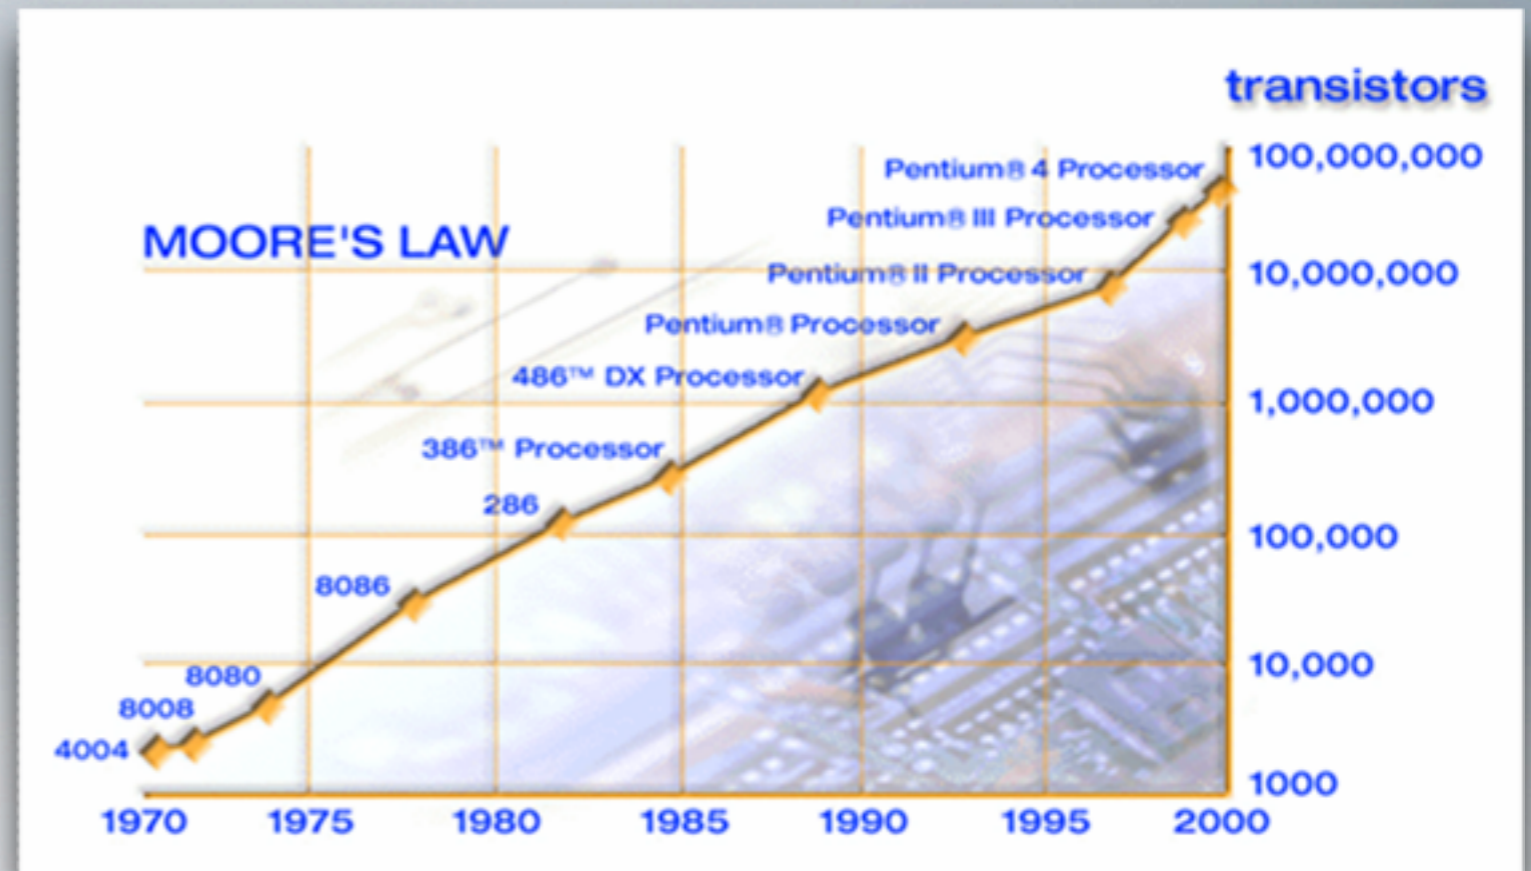 transistors
100,000,000
Pentium® 4 Processor
Pentium® III Processor
MOORE'S LAW
Pentium® II Processor
10,000,000
Pentium® Processor
486™ DX Processor
1,000,000
386™ Processor
286
100,000
8086
10,000
8080
8008
4004
1000
1970 1975 1980 1985 1990 1995 2000